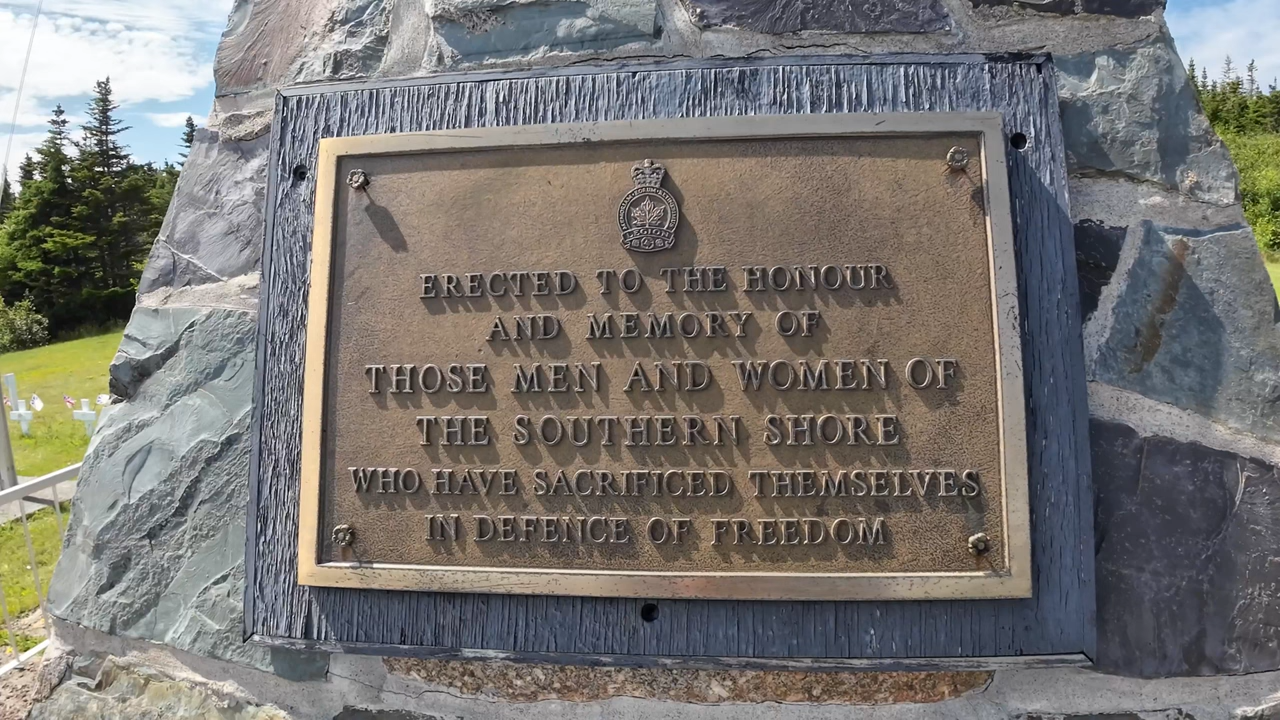 LEGION
ERECTED TO THE HONOUR
AND MEMORY OF
THOSE MEN AND WOMEN OF
THE SOUTHERN SHORE
WHO HAVE SACRIFICED THEMSELVES
IN DEFENCE OF FREEDOM